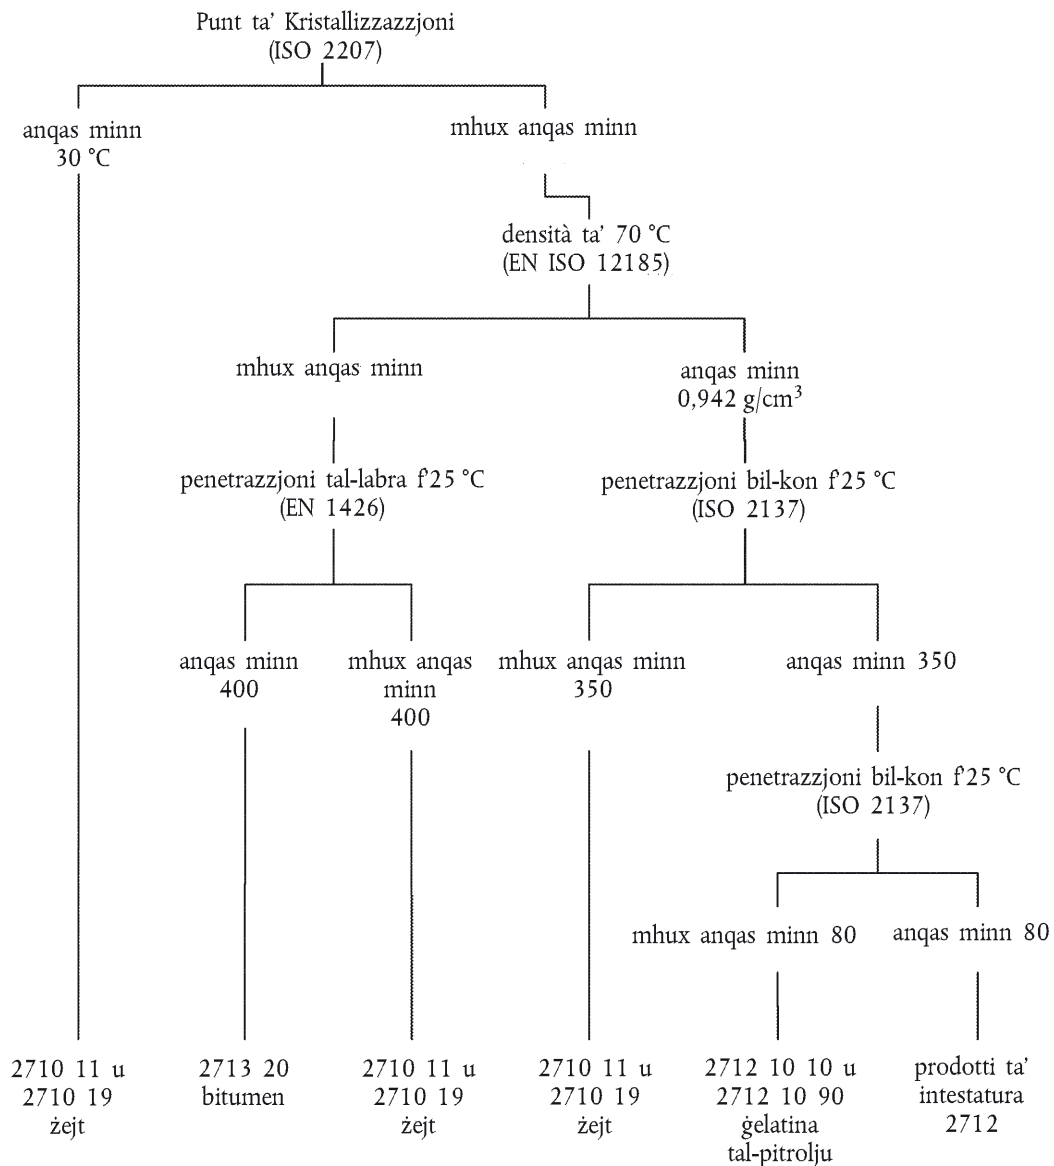 Punt ta' Kristallizzazzjoni
(ISO 2207)
anqas minn
30 °C
mhux anqas minn
densità ta' 70 °C
(EN ISO 12185)
mhux anqas minn
anqas minn
0,942 g/cm³
penetrazzjoni tal-labra f'25 °C
(EN 1426)
penetrazzjoni bil-kon f'25 °C
(ISO 2137)
anqas minn
400
mhux anqas
minn
400
mhux anqas minn
350
anqas minn 350
penetrazzjoni bil-kon f'25 °C
(ISO 2137)
mhux anqas minn 80
anqas minn 80
2710 11 u
2710 19
żejt
2713 20
bitumen
2710 11 u
2710 19
żejt
2710 11 u
2710 19
żejt
2712 10 10 u
2712 10 90
ġelatina
tal-pitrolju
prodotti ta'
intestatura
2712